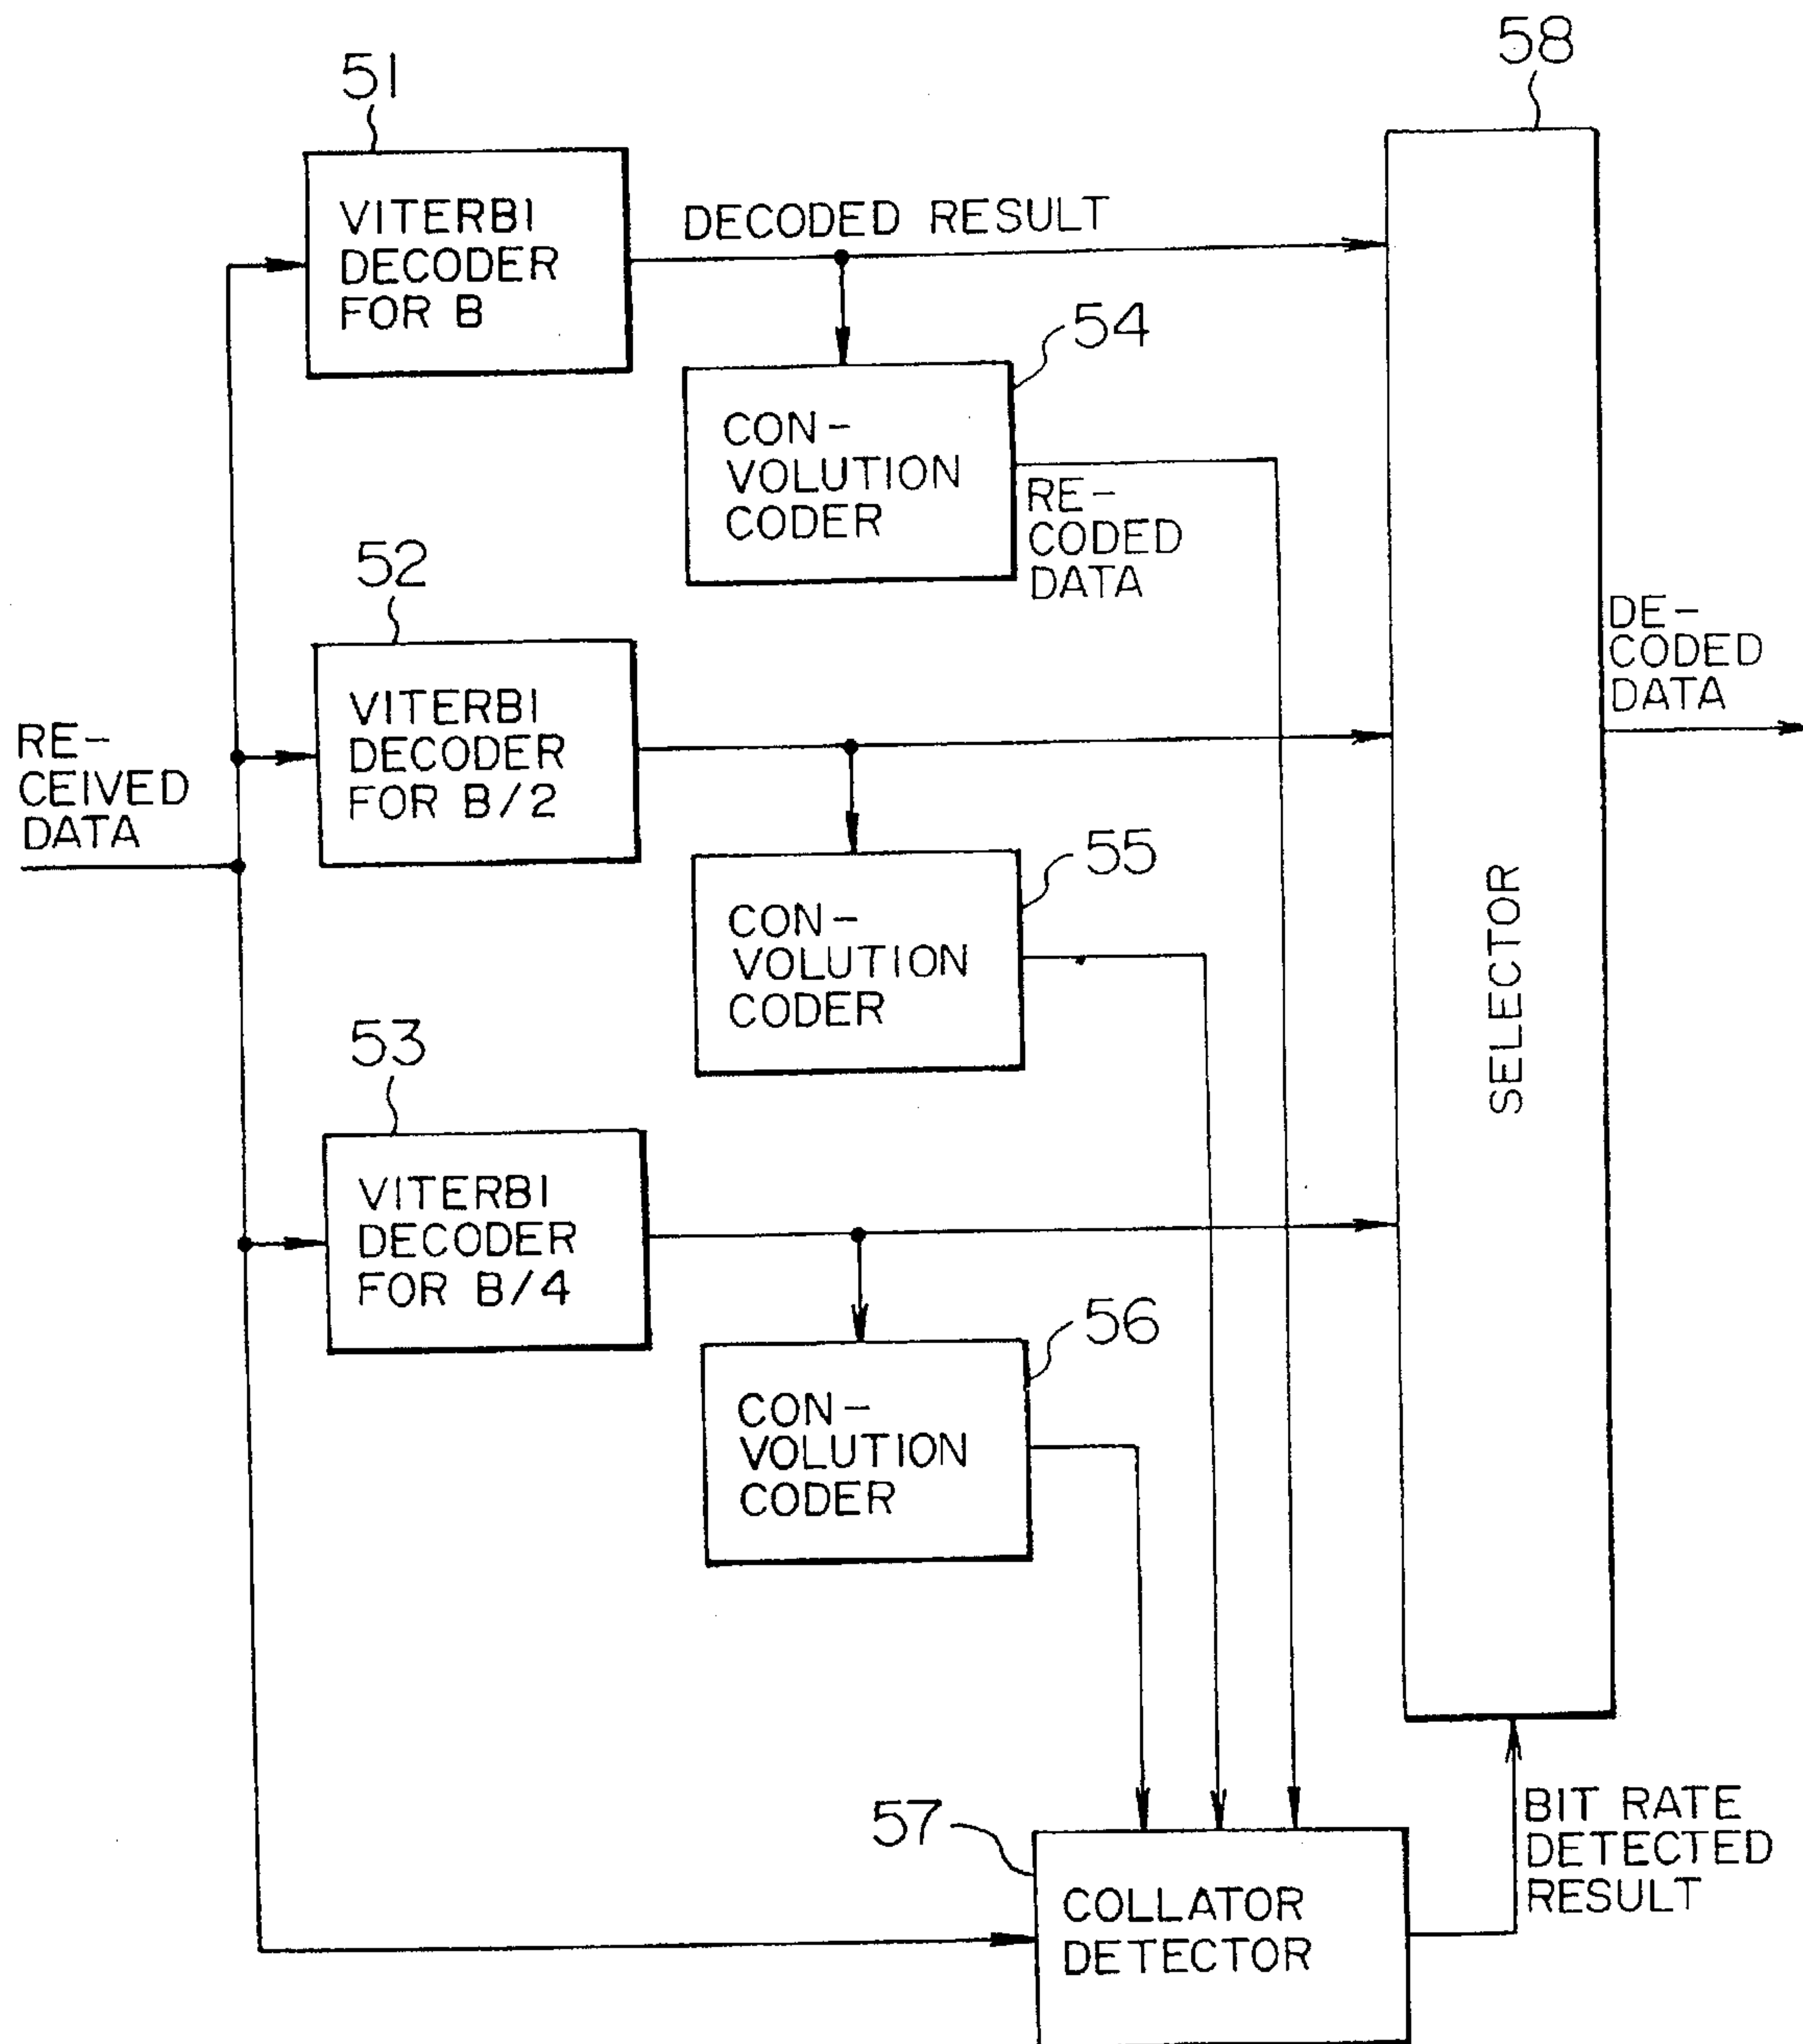 58
51
VITERBI
DECODER
FOR B
DECODED RESULT
54
CON-
VOLUTION
CODER
RE-
CODED
DATA
52
VITERBI
DECODER
FOR B/2
DE-
CODED
DATA
RE-
CEIVED
DATA
55
CON-
VOLUTION
CODER
SELECTOR
53
VITERBI
DECODER
FOR B/4
56
CON-
VOLUTION
CODER
57
COLLATOR
DETECTOR
BIT RATE
DETECTED
RESULT